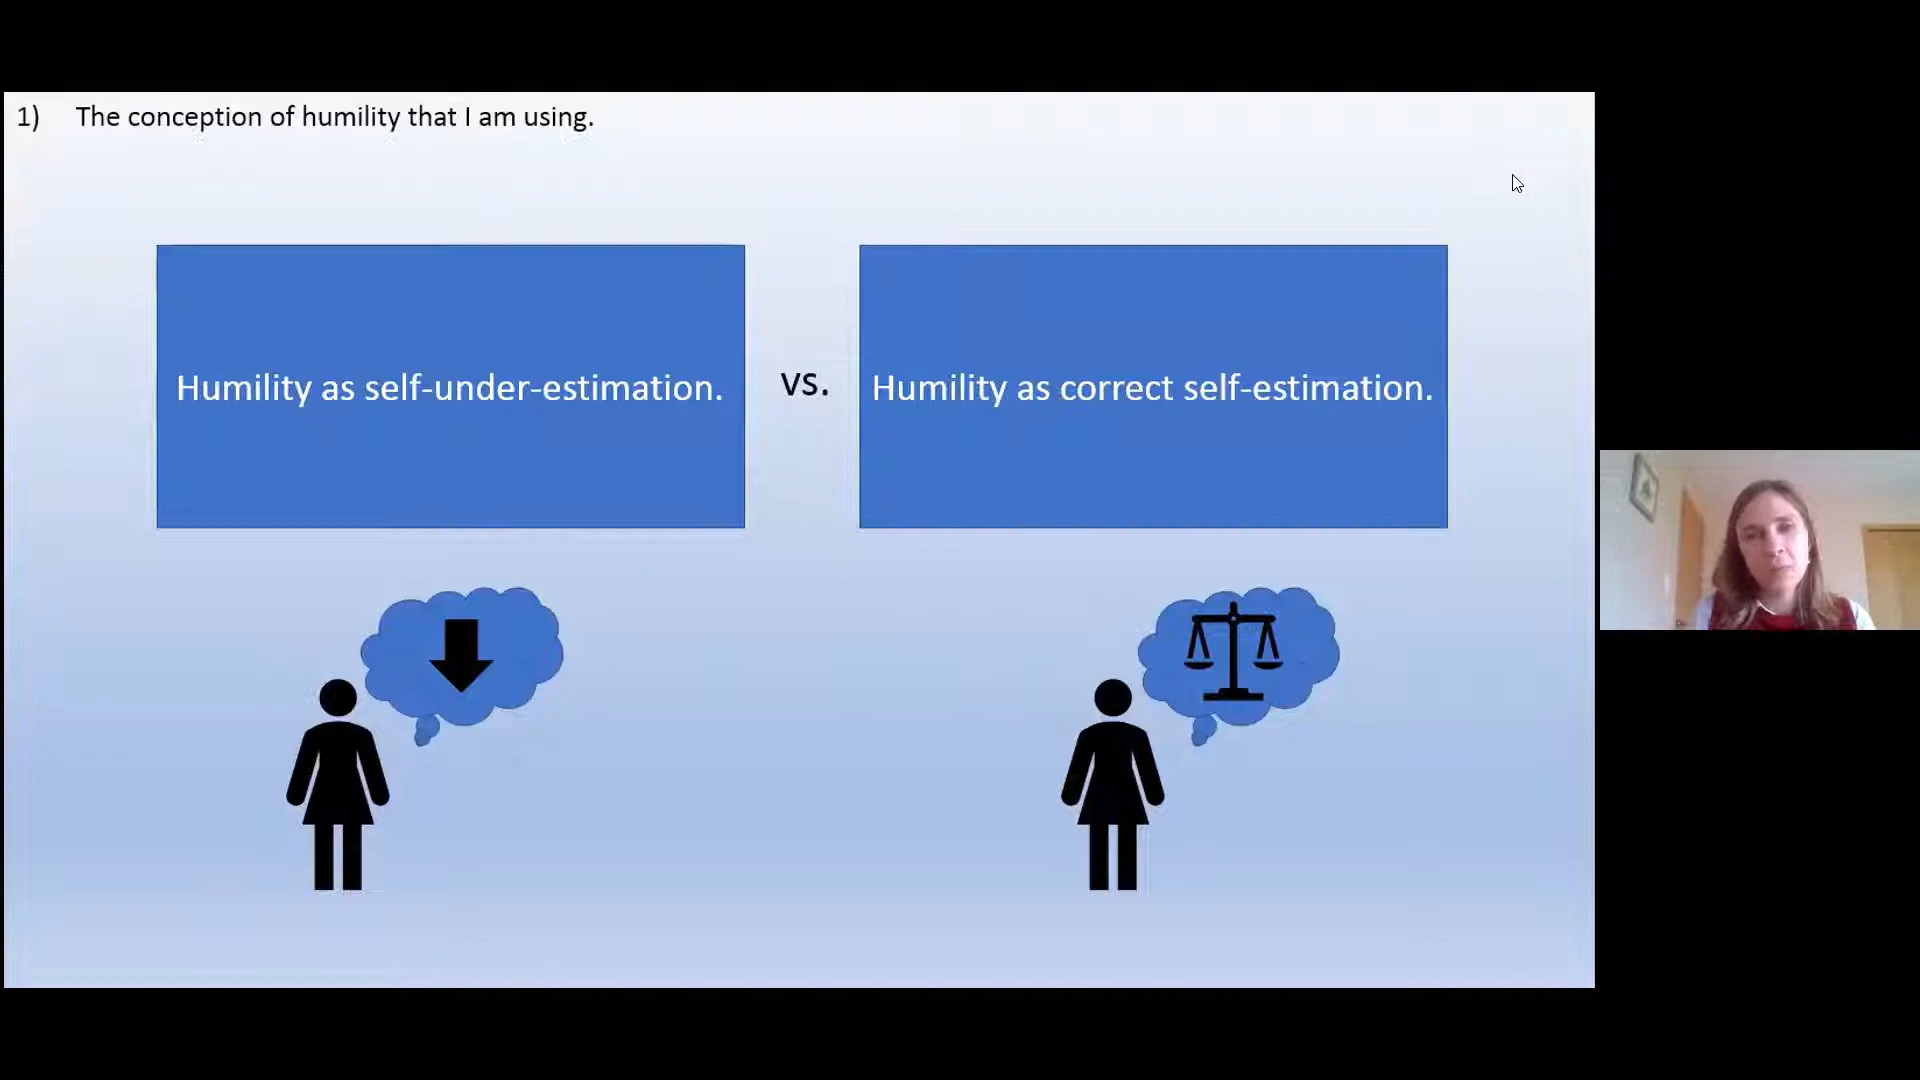 1) The conception of humility that I am using.
Humility as self-under-estimation.
vs.
Humility as correct self-estimation.